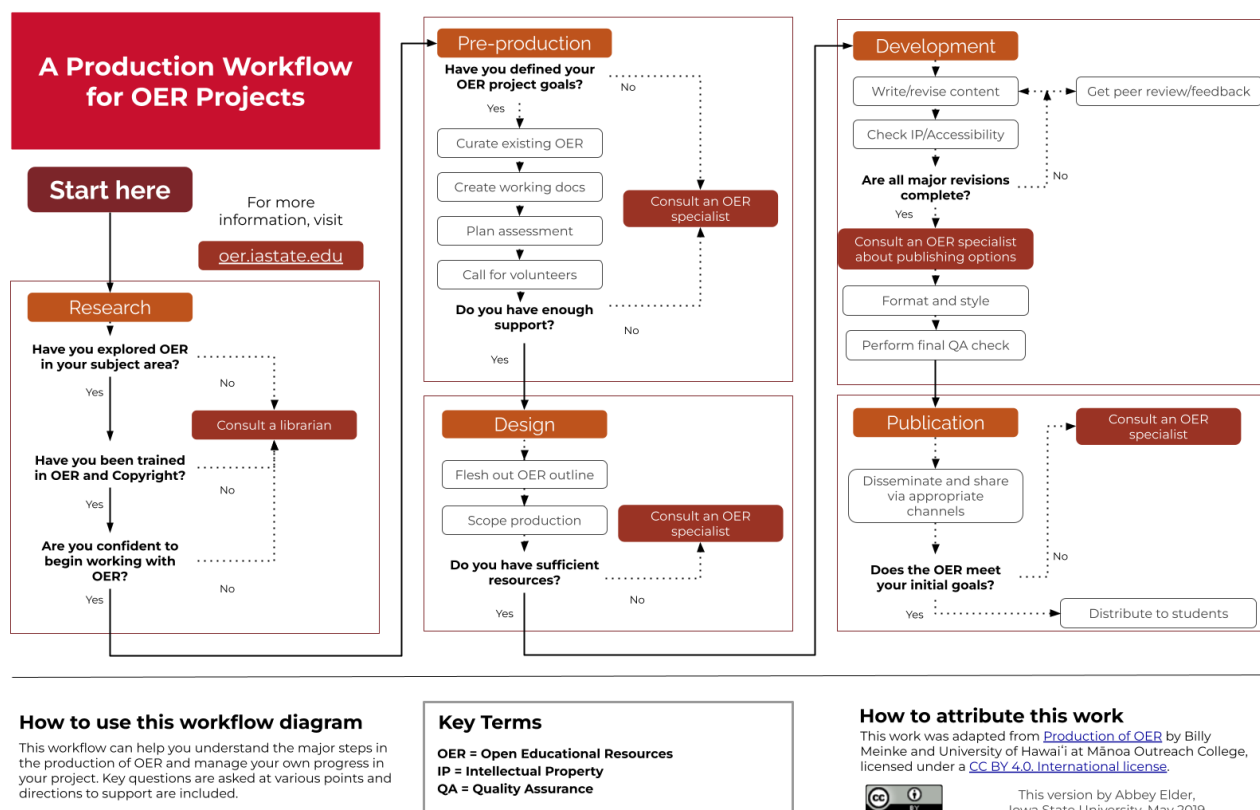 A Production Workflow
for OER Projects
Start here
For more
information, visit
oer.iastate.edu
Research
Have you explored OER
in your subject area?
No
Yes
Consult a librarian
Have you been trained
in OER and Copyright?
No
Yes
Are you confident to
begin working with
OER?
No
Yes
Pre-production
Have you defined your
OER project goals?
No
Yes
Curate existing OER
Create working docs
Consult an OER
specialist
Plan assessment
Call for volunteers
Do you have enough
support?
No
Yes
Design
Flesh out OER outline
Scope production
Consult an OER
specialist
Do you have sufficient
resources?
No
Yes
Development
Write/revise content
Get peer review/feedback
Check IP/Accessibility
Are all major revisions
complete?
No
Yes
Consult an OER specialist
about publishing options
Format and style
Perform final QA check
Publication
Consult an OER
specialist
Disseminate and share
via appropriate
channels
No
Does the OER meet
your initial goals?
Yes
Distribute to students
How to use this workflow diagram
This workflow can help you understand the major steps in
the production of OER and manage your own progress in
your project. Key questions are asked at various points and
directions to support are included.
Key Terms
OER = Open Educational Resources
IP = Intellectual Property
QA = Quality Assurance
How to attribute this work
This work was adapted from Production of OER by Billy
Meinke and University of Hawaiʻi at Mānoa Outreach College,
licensed under a CC BY 4.0. International license.
cc
BY
This version by Abbey Elder,
Iowa State University, May 2019